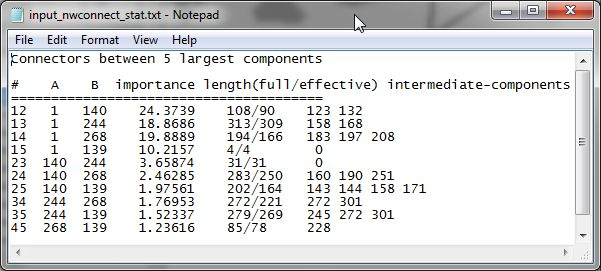 input_nwconnect_stat.txt - Notepad
File Edit Format View Help
Connectors between 5 largest components
# A B importance length(full/effective) intermediate-components
=======================================
12 1 140 24.3739 108/90 123 132
13 1 244 18.8686 313/309 158 168
14 1 268 19.8889 194/166 183 197 208
15 1 139 10.2157 4/4 0
23 140 244 3.65874 31/31 0
24 140 268 2.46285 283/250 160 190 251
25 140 139 1.97561 202/164 143 144 158 171
34 244 268 1.76953 272/221 272 301
35 244 139 1.52337 279/269 245 272 301
45 268 139 1.23616 85/78 228